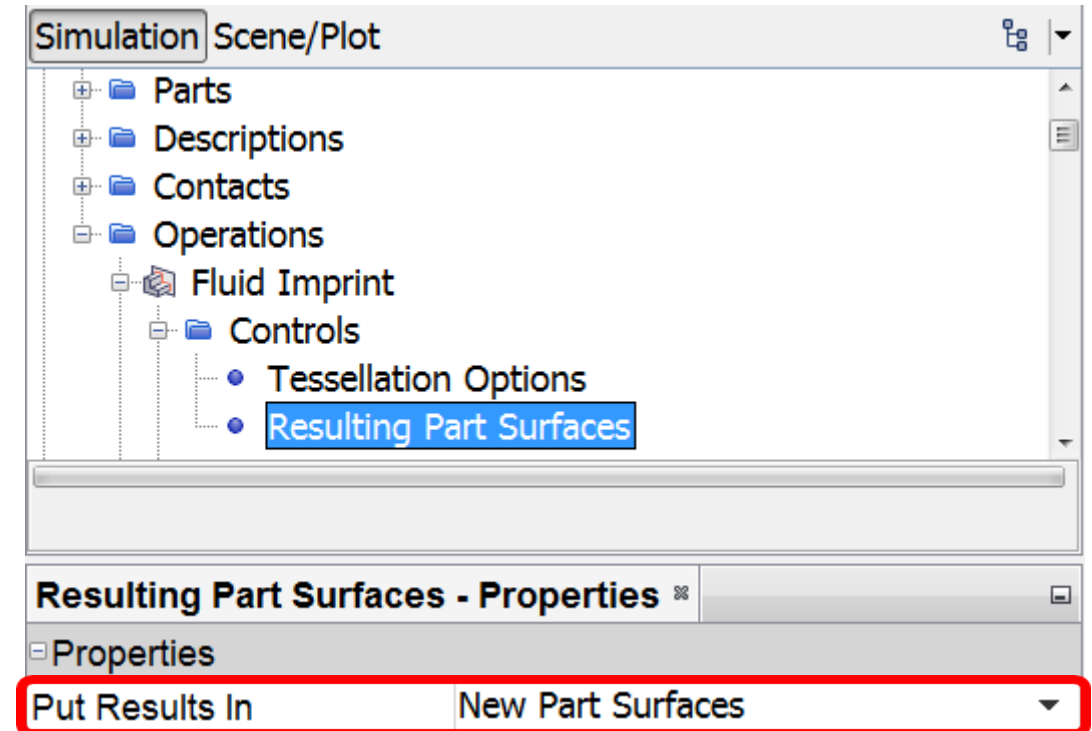 Simulation Scene/Plot
Parts
Descriptions
Contacts
Operations
Fluid Imprint
Controls
Tessellation Options
Resulting Part Surfaces
Resulting Part Surfaces - Properties
Properties
Put Results In New Part Surfaces